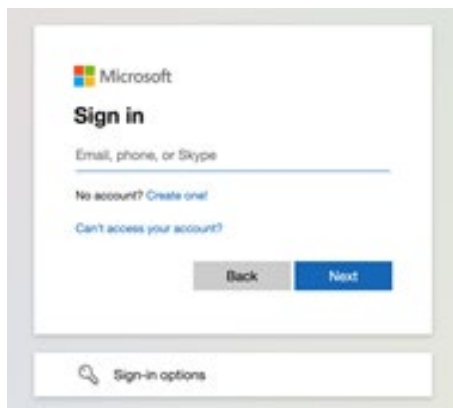 Microsoft
Sign in
Email, phone, or Skype
No account? Create one!
Can't access your account?
Back Next
Sign-in options